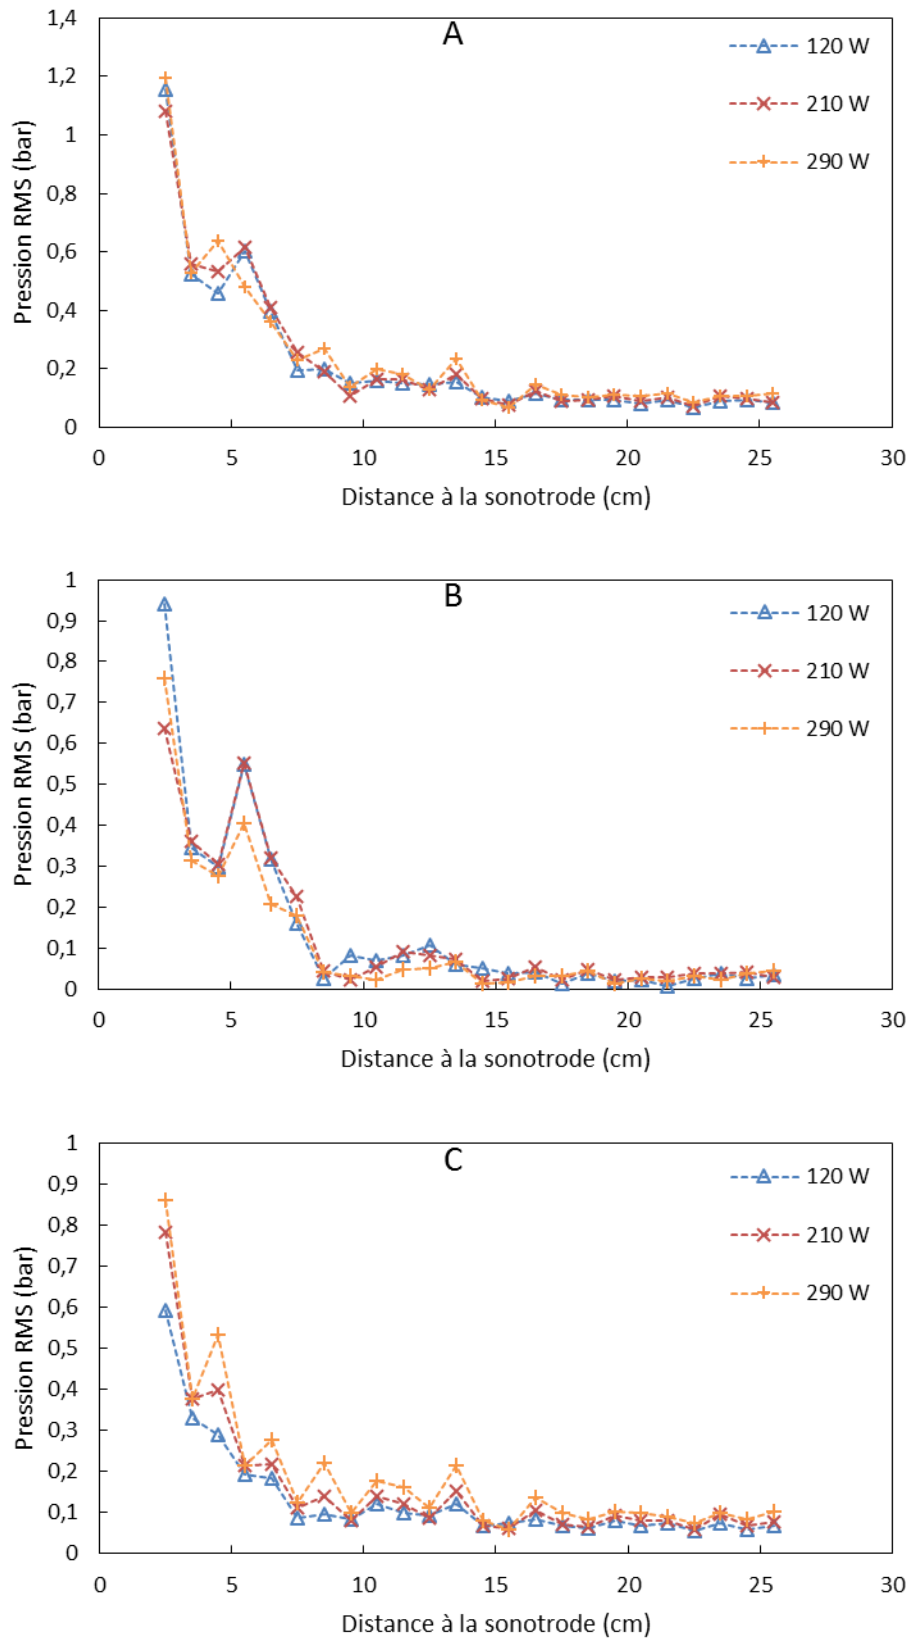 A
1,4
1,2
1
0,8
0,6
0,4
0,2
0
Pression RMS (bar)
120 W
210 W
290 W
0 5 10 15 20 25 30
Distance à la sonotrode (cm)
B
1
0,9
0,8
0,7
0,6
0,5
0,4
0,3
0,2
0,1
0
Pression RMS (bar)
120 W
210 W
290 W
0 5 10 15 20 25 30
Distance à la sonotrode (cm)
C
1
0,9
0,8
0,7
0,6
0,5
0,4
0,3
0,2
0,1
0
Pression RMS (bar)
120 W
210 W
290 W
0 5 10 15 20 25 30
Distance à la sonotrode (cm)